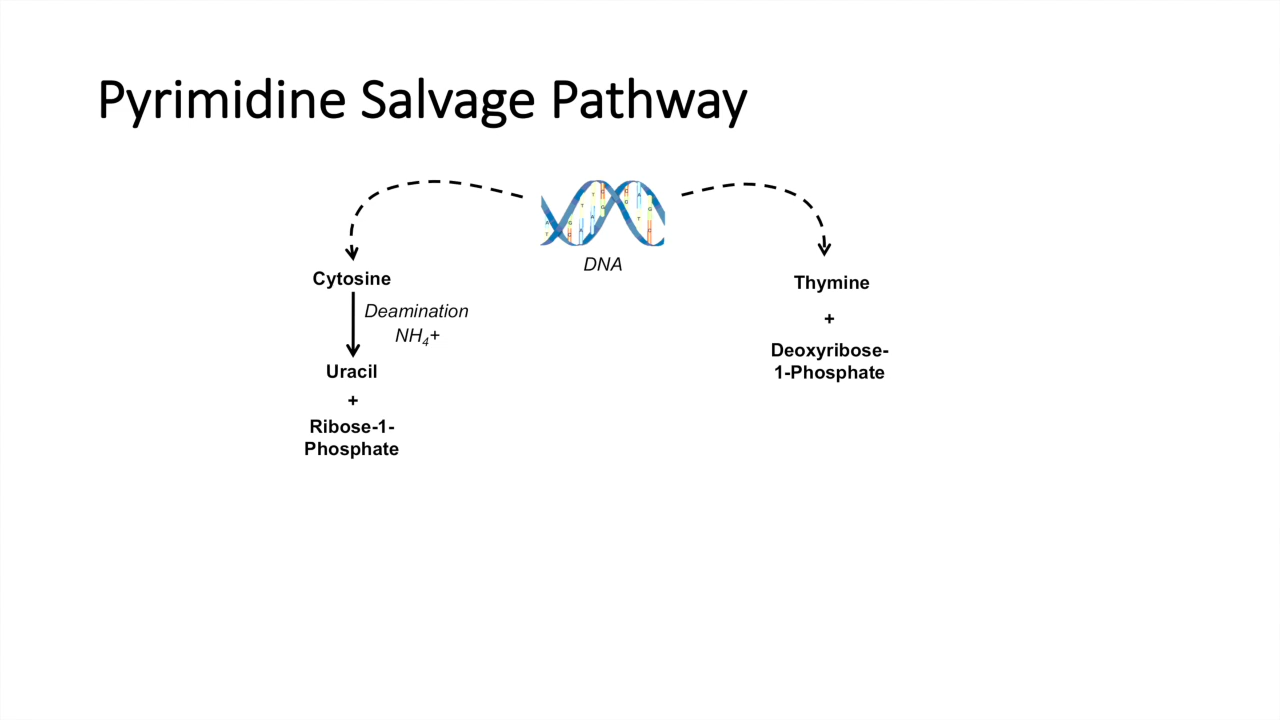 Pyrimidine Salvage Pathway
DNA
Cytosine
Deamination
NH4+
Uracil
+
Ribose-1-
Phosphate
Thymine
+
Deoxyribose-
1-Phosphate